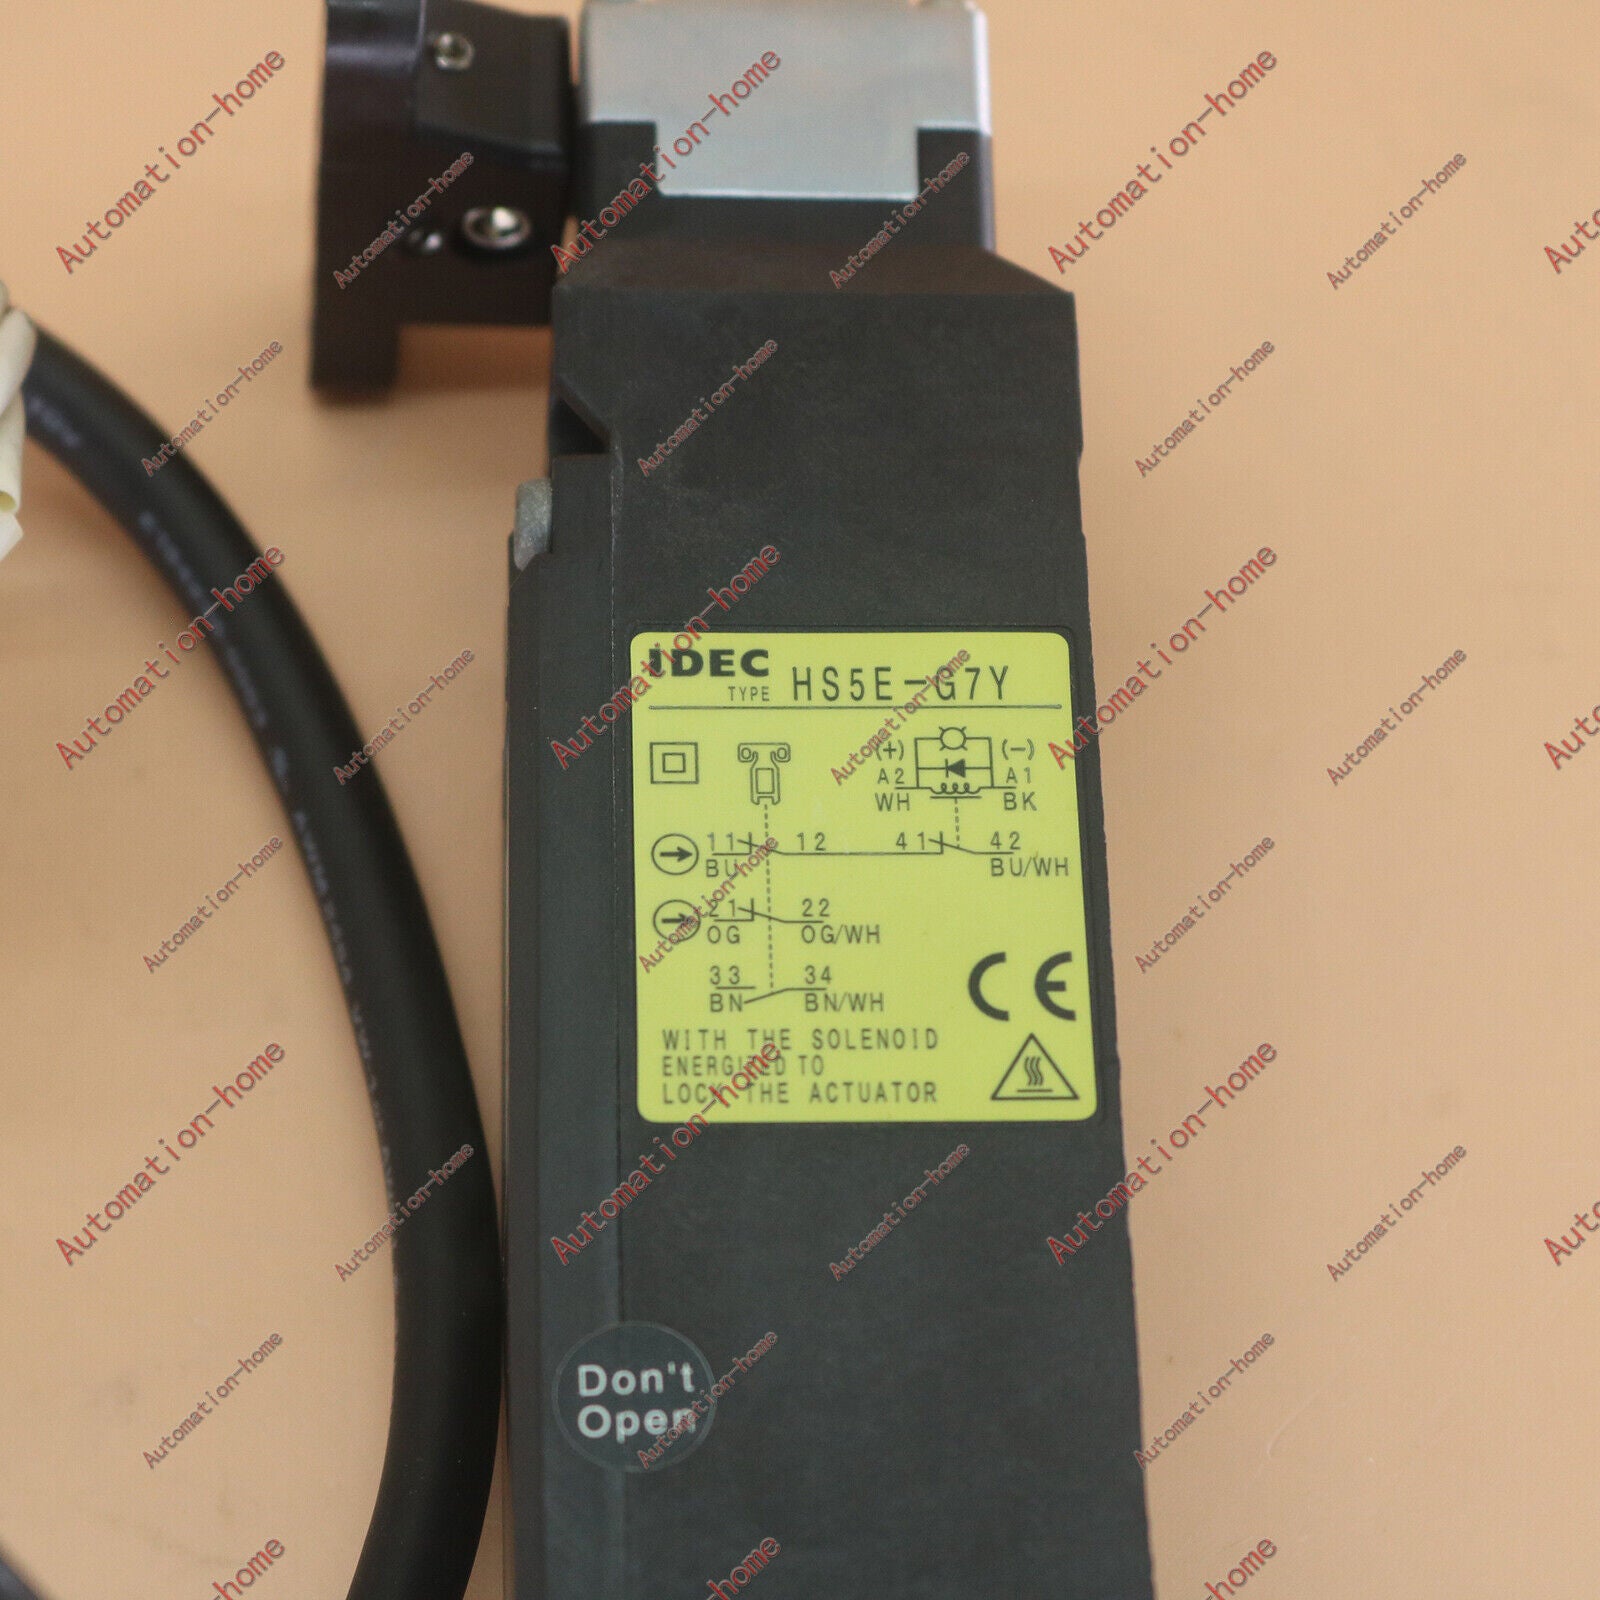 IDEC
TYPE HS5E-G7Y
(+) (-)
A2 A1
WH BK
11 12 41 42
BU BU/WH
21 22
OG OG/WH
33 34
BN BN/WH
CE
WITH THE SOLENOID
ENERGIZED TO
LOCK THE ACTUATOR
Don't
Open
Automation-home